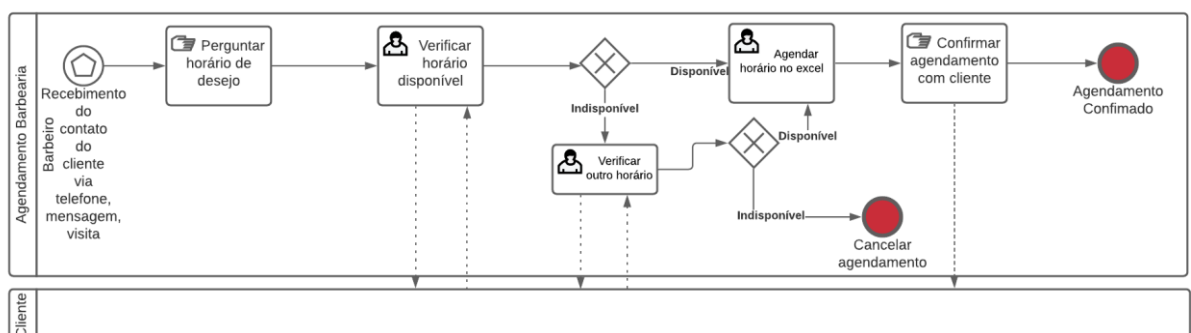 Agendamento Barbearia
Barbeiro
Recebimento
do
contato
do
cliente
via
telefone,
mensagem,
visita
Perguntar
horário de
desejo
Verificar
horário
disponível
Disponível
Indisponível
Verificar
outro horário
Disponível
Indisponível
Cancelar
agendamento
Agendar
horário no excel
Confirmar
agendamento
com cliente
Agendamento
Confimado
Cliente